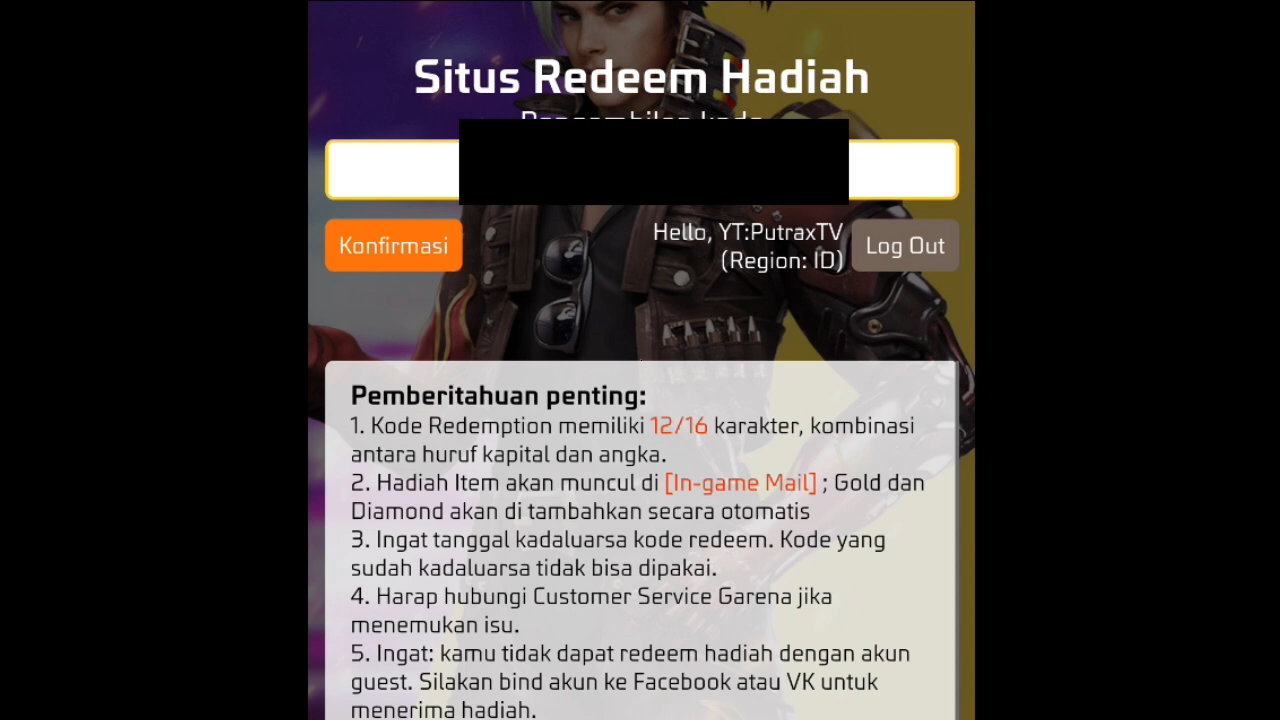 Situs Redeem Hadiah
Konfirmasi
Hello, YT:PutraxTV
(Region: ID)
Log Out
Pemberitahuan penting:
1. Kode Redemption memiliki 12/16 karakter, kombinasi
antara huruf kapital dan angka.
2. Hadiah Item akan muncul di [In-game Mail] ; Gold dan
Diamond akan di tambahkan secara otomatis
3. Ingat tanggal kadaluarsa kode redeem. Kode yang
sudah kadaluarsa tidak bisa dipakai.
4. Harap hubungi Customer Service Garena jika
menemukan isu.
5. Ingat: kamu tidak dapat redeem hadiah dengan akun
guest. Silakan bind akun ke Facebook atau VK untuk
menerima hadiah.